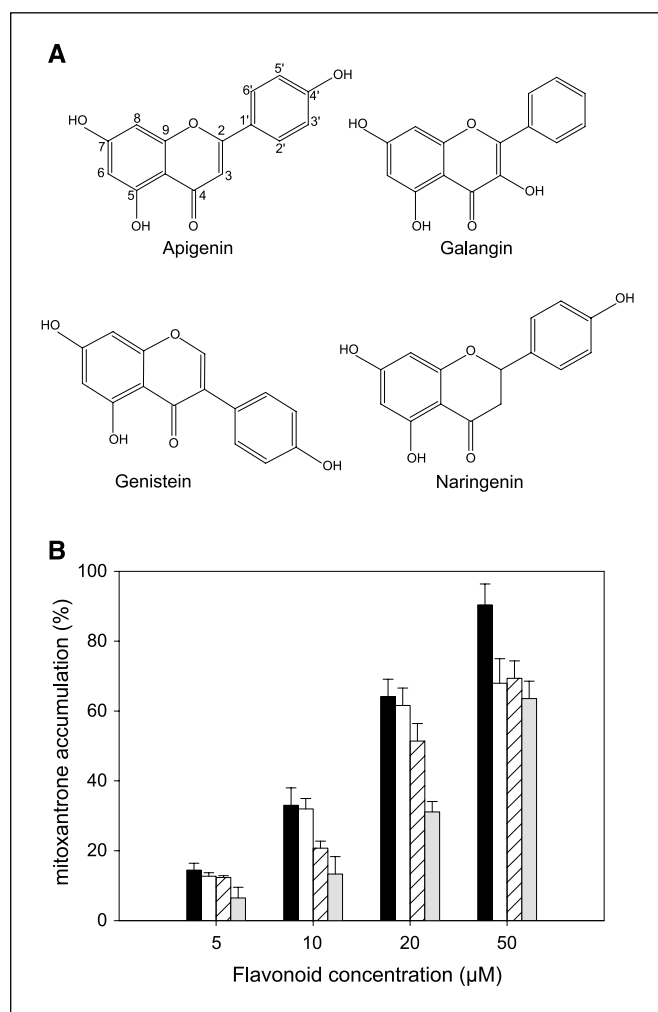 A
OH
5'
6'
4'
HO
8
9
O
2
1'
3'
7
2'
6
5
4
3
OH
O
Apigenin
HO
O
OH
OH
O
Galangin
HO
O
OH
O
OH
Genistein
OH
HO
O
OH
O
Naringenin
B
mitoxantrone accumulation (%)
100
80
60
40
20
0
5
10
20
50
Flavonoid concentration (µM)